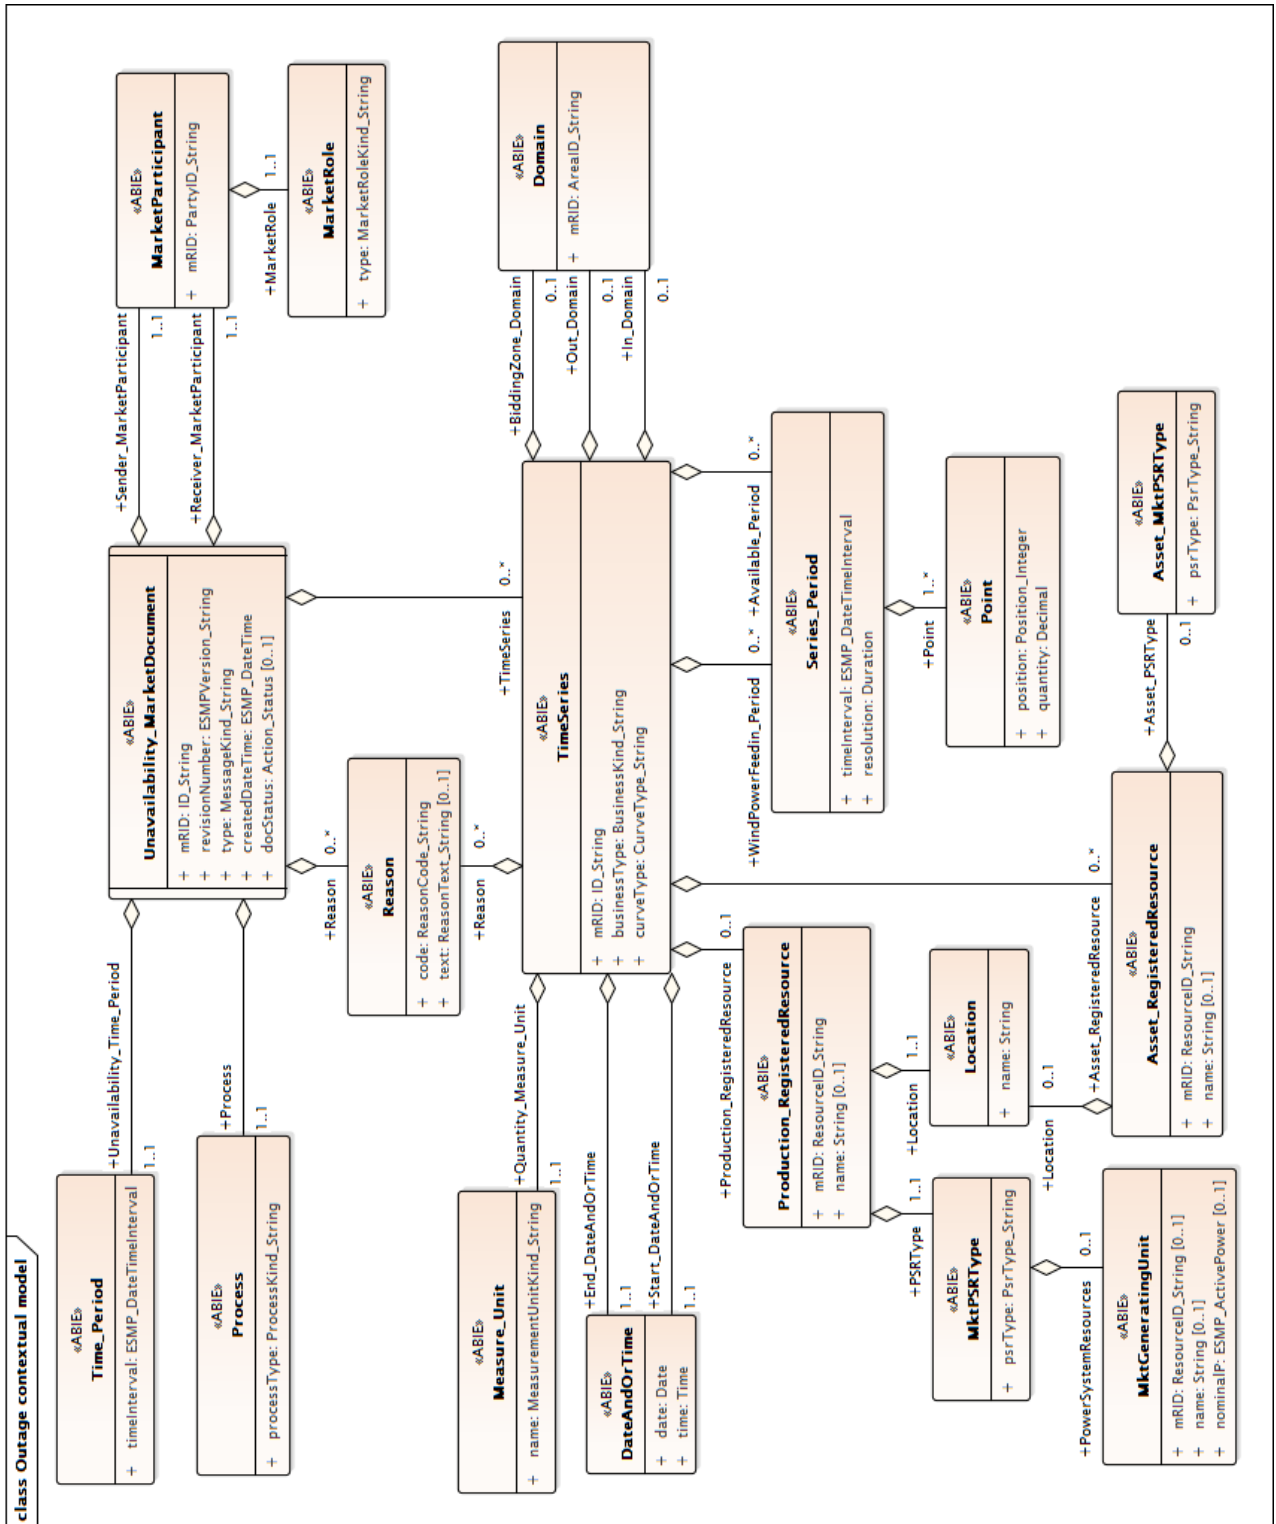 class Outage contextual model
«ABIE»
Time_Period
+ timeInterval: ESMP_DateTimeInterval
+Unavailability_Time_Period
1..1
«ABIE»
Process
+ processType: ProcessKind_String
+Process
1..1
«ABIE»
Unavailability_MarketDocument
+ mRID: ID_String
+ revisionNumber: ESMPVersion_String
+ type: MessageKind_String
+ createdDateTime: ESMP_DateTime
+ docStatus: Action_Status [0..1]
+Sender_MarketParticipant
1..1
+Receiver_MarketParticipant
1..1
«ABIE»
MarketParticipant
+ mRID: PartyID_String
+MarketRole
1..1
«ABIE»
MarketRole
+ type: MarketRoleKind_String
+Reason
0..*
«ABIE»
Reason
+ code: ReasonCode_String
+ text: ReasonText_String [0..1]
+Reason
0..*
+TimeSeries
0..*
«ABIE»
Measure_Unit
+ name: MeasurementUnitKind_String
+Quantity_Measure_Unit
1..1
«ABIE»
DateAndOrTime
+ date: Date
+ time: Time
+End_DateAndOrTime
1..1
+Start_DateAndOrTime
1..1
«ABIE»
TimeSeries
+ mRID: ID_String
+ businessType: BusinessKind_String
+ curveType: CurveType_String
+BiddingZone_Domain
0..1
+Out_Domain
0..1
+In_Domain
0..1
«ABIE»
Domain
+ mRID: AreaID_String
+Production_RegisteredResource
0..1
«ABIE»
Production_RegisteredResource
+ mRID: ResourceID_String
+ name: String [0..1]
+WindPowerFeedin_Period
0..*
+Available_Period
0..*
«ABIE»
Series_Period
+ timeInterval: ESMP_DateTimeInterval
+ resolution: Duration
+Point
1..*
«ABIE»
Point
+ position: Position_Integer
+ quantity: Decimal
+PSRType
1..1
«ABIE»
MktPSRType
+ psrType: PsrType_String
+PowerSystemResources
0..1
«ABIE»
MktGeneratingUnit
+ mRID: ResourceID_String [0..1]
+ name: String [0..1]
+ nominalP: ESMP_ActivePower [0..1]
+Location
1..1
«ABIE»
Location
+ name: String
+Location
0..1
+Asset_RegisteredResource
0..*
«ABIE»
Asset_RegisteredResource
+ mRID: ResourceID_String
+ name: String [0..1]
+Asset_PSRType
0..1
«ABIE»
Asset_MktPSRType
+ psrType: PsrType_String